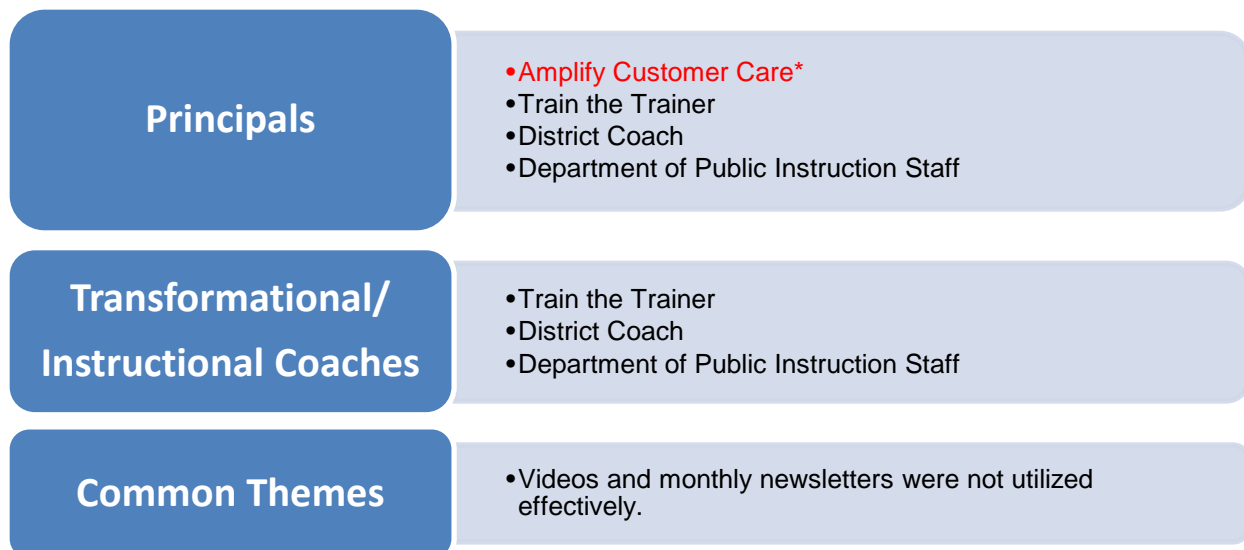 Principals
•Amplify Customer Care*
•Train the Trainer
•District Coach
•Department of Public Instruction Staff
Transformational/
Instructional Coaches
•Train the Trainer
•District Coach
•Department of Public Instruction Staff
Common Themes
•Videos and monthly newsletters were not utilized
effectively.